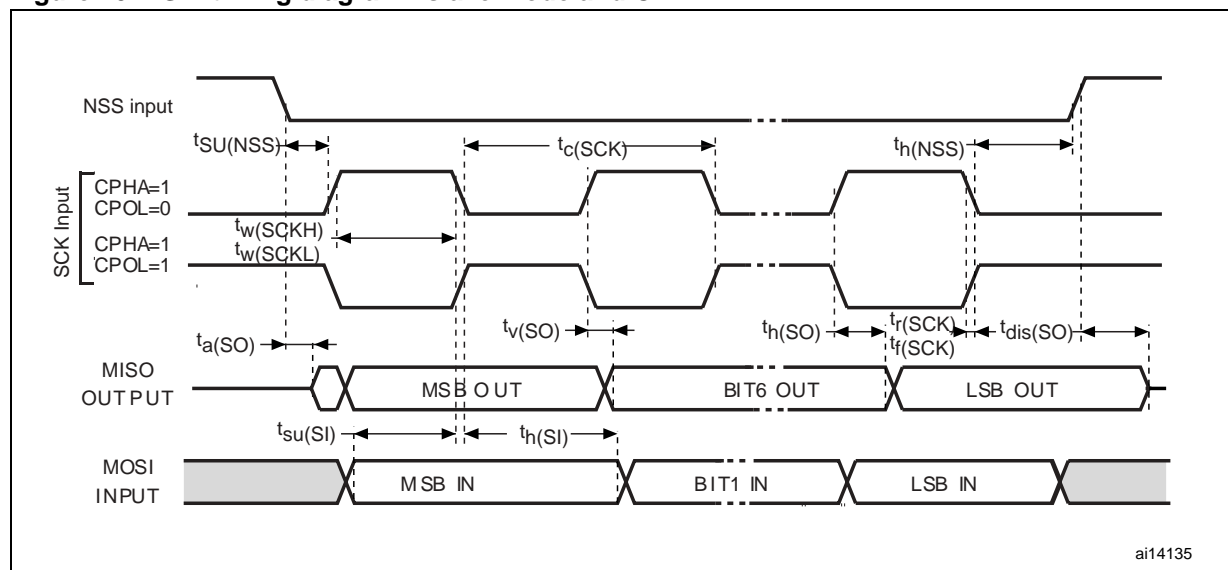 NSS input
tSU(NSS)
tc(SCK)
th(NSS)
SCK Input
CPHA=1
CPOL=0
tw(SCKH)
CPHA=1
tw(SCKL)
CPOL=1
ta(SO)
tv(SO)
th(SO)
tr(SCK)
tf(SCK)
tdis(SO)
MISO
OUTPUT
MSB OUT
BIT6 OUT
LSB OUT
tsu(SI)
th(SI)
MOSI
INPUT
MSB IN
BIT1 IN
LSB IN
ai14135